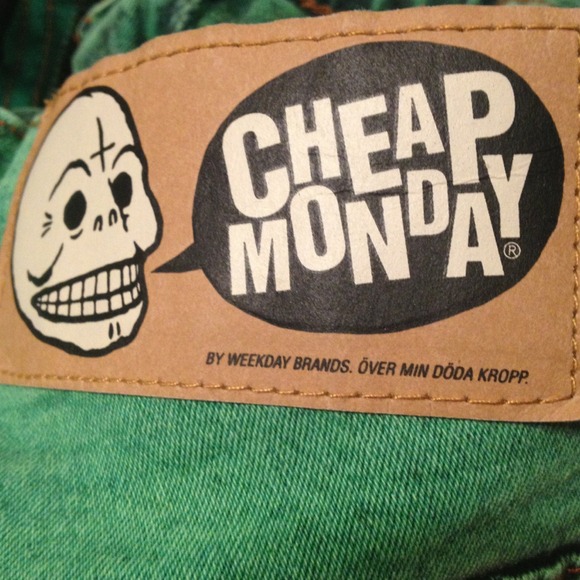 CHEAP
MONDAY®
BY WEEKDAY BRANDS. ÖVER MIN DÖDA KROPP.